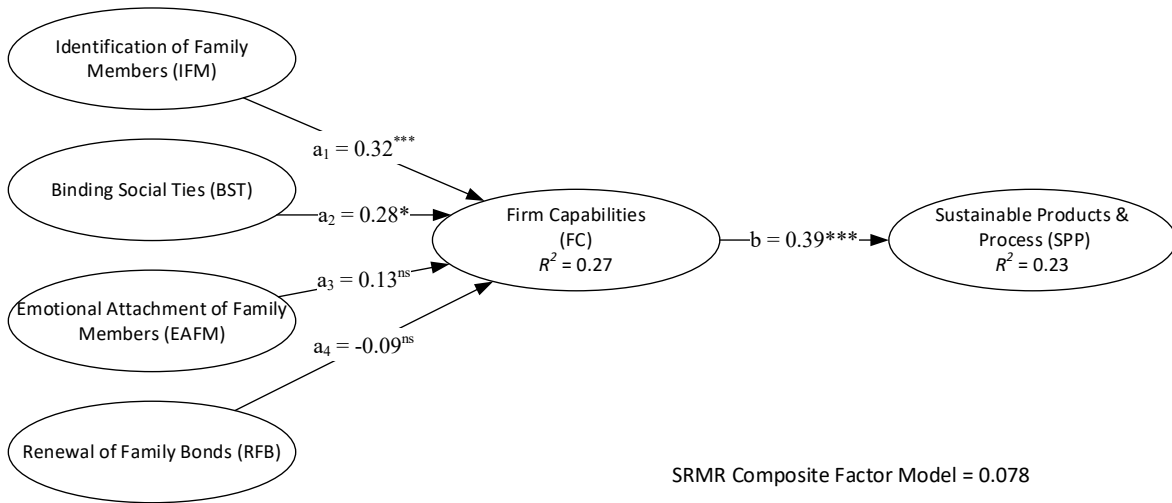 Identification of Family
Members (IFM)
a1 = 0.32***
Binding Social Ties (BST)
a2 = 0.28*
Firm Capabilities
(FC)
R² = 0.27
b = 0.39***
Sustainable Products &
Process (SPP)
R² = 0.23
a3 = 0.13ns
Emotional Attachment of Family
Members (EAFM)
a4 = -0.09ns
Renewal of Family Bonds (RFB)
SRMR Composite Factor Model = 0.078